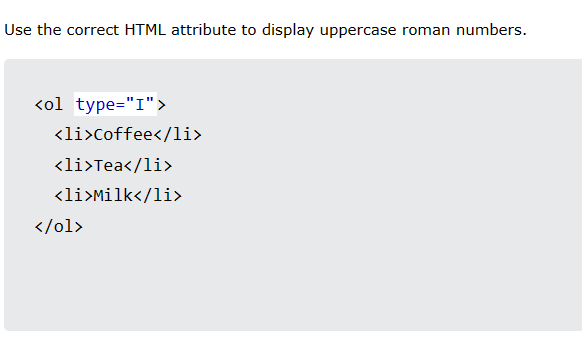 Use the correct HTML attribute to display uppercase roman numbers.
<ol type="I">
<li>Coffee</li>
<li>Tea</li>
<li>Milk</li>
</ol>